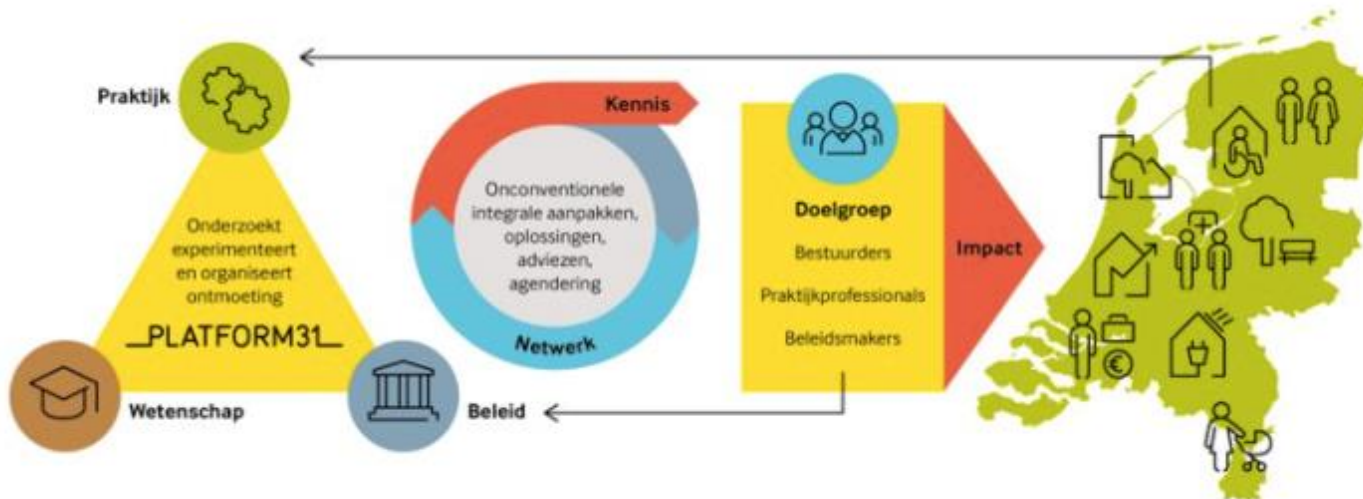 Praktijk
Onderzoekt
experimenteert
en organiseert
ontmoeting
PLATFORM31
Wetenschap
Beleid
Kennis
Onconventionele
integrale aanpakken,
oplossingen,
adviezen,
agendering
Netwerk
Doelgroep
Bestuurders
Praktijkprofessionals
Beleidsmakers
Impact
€